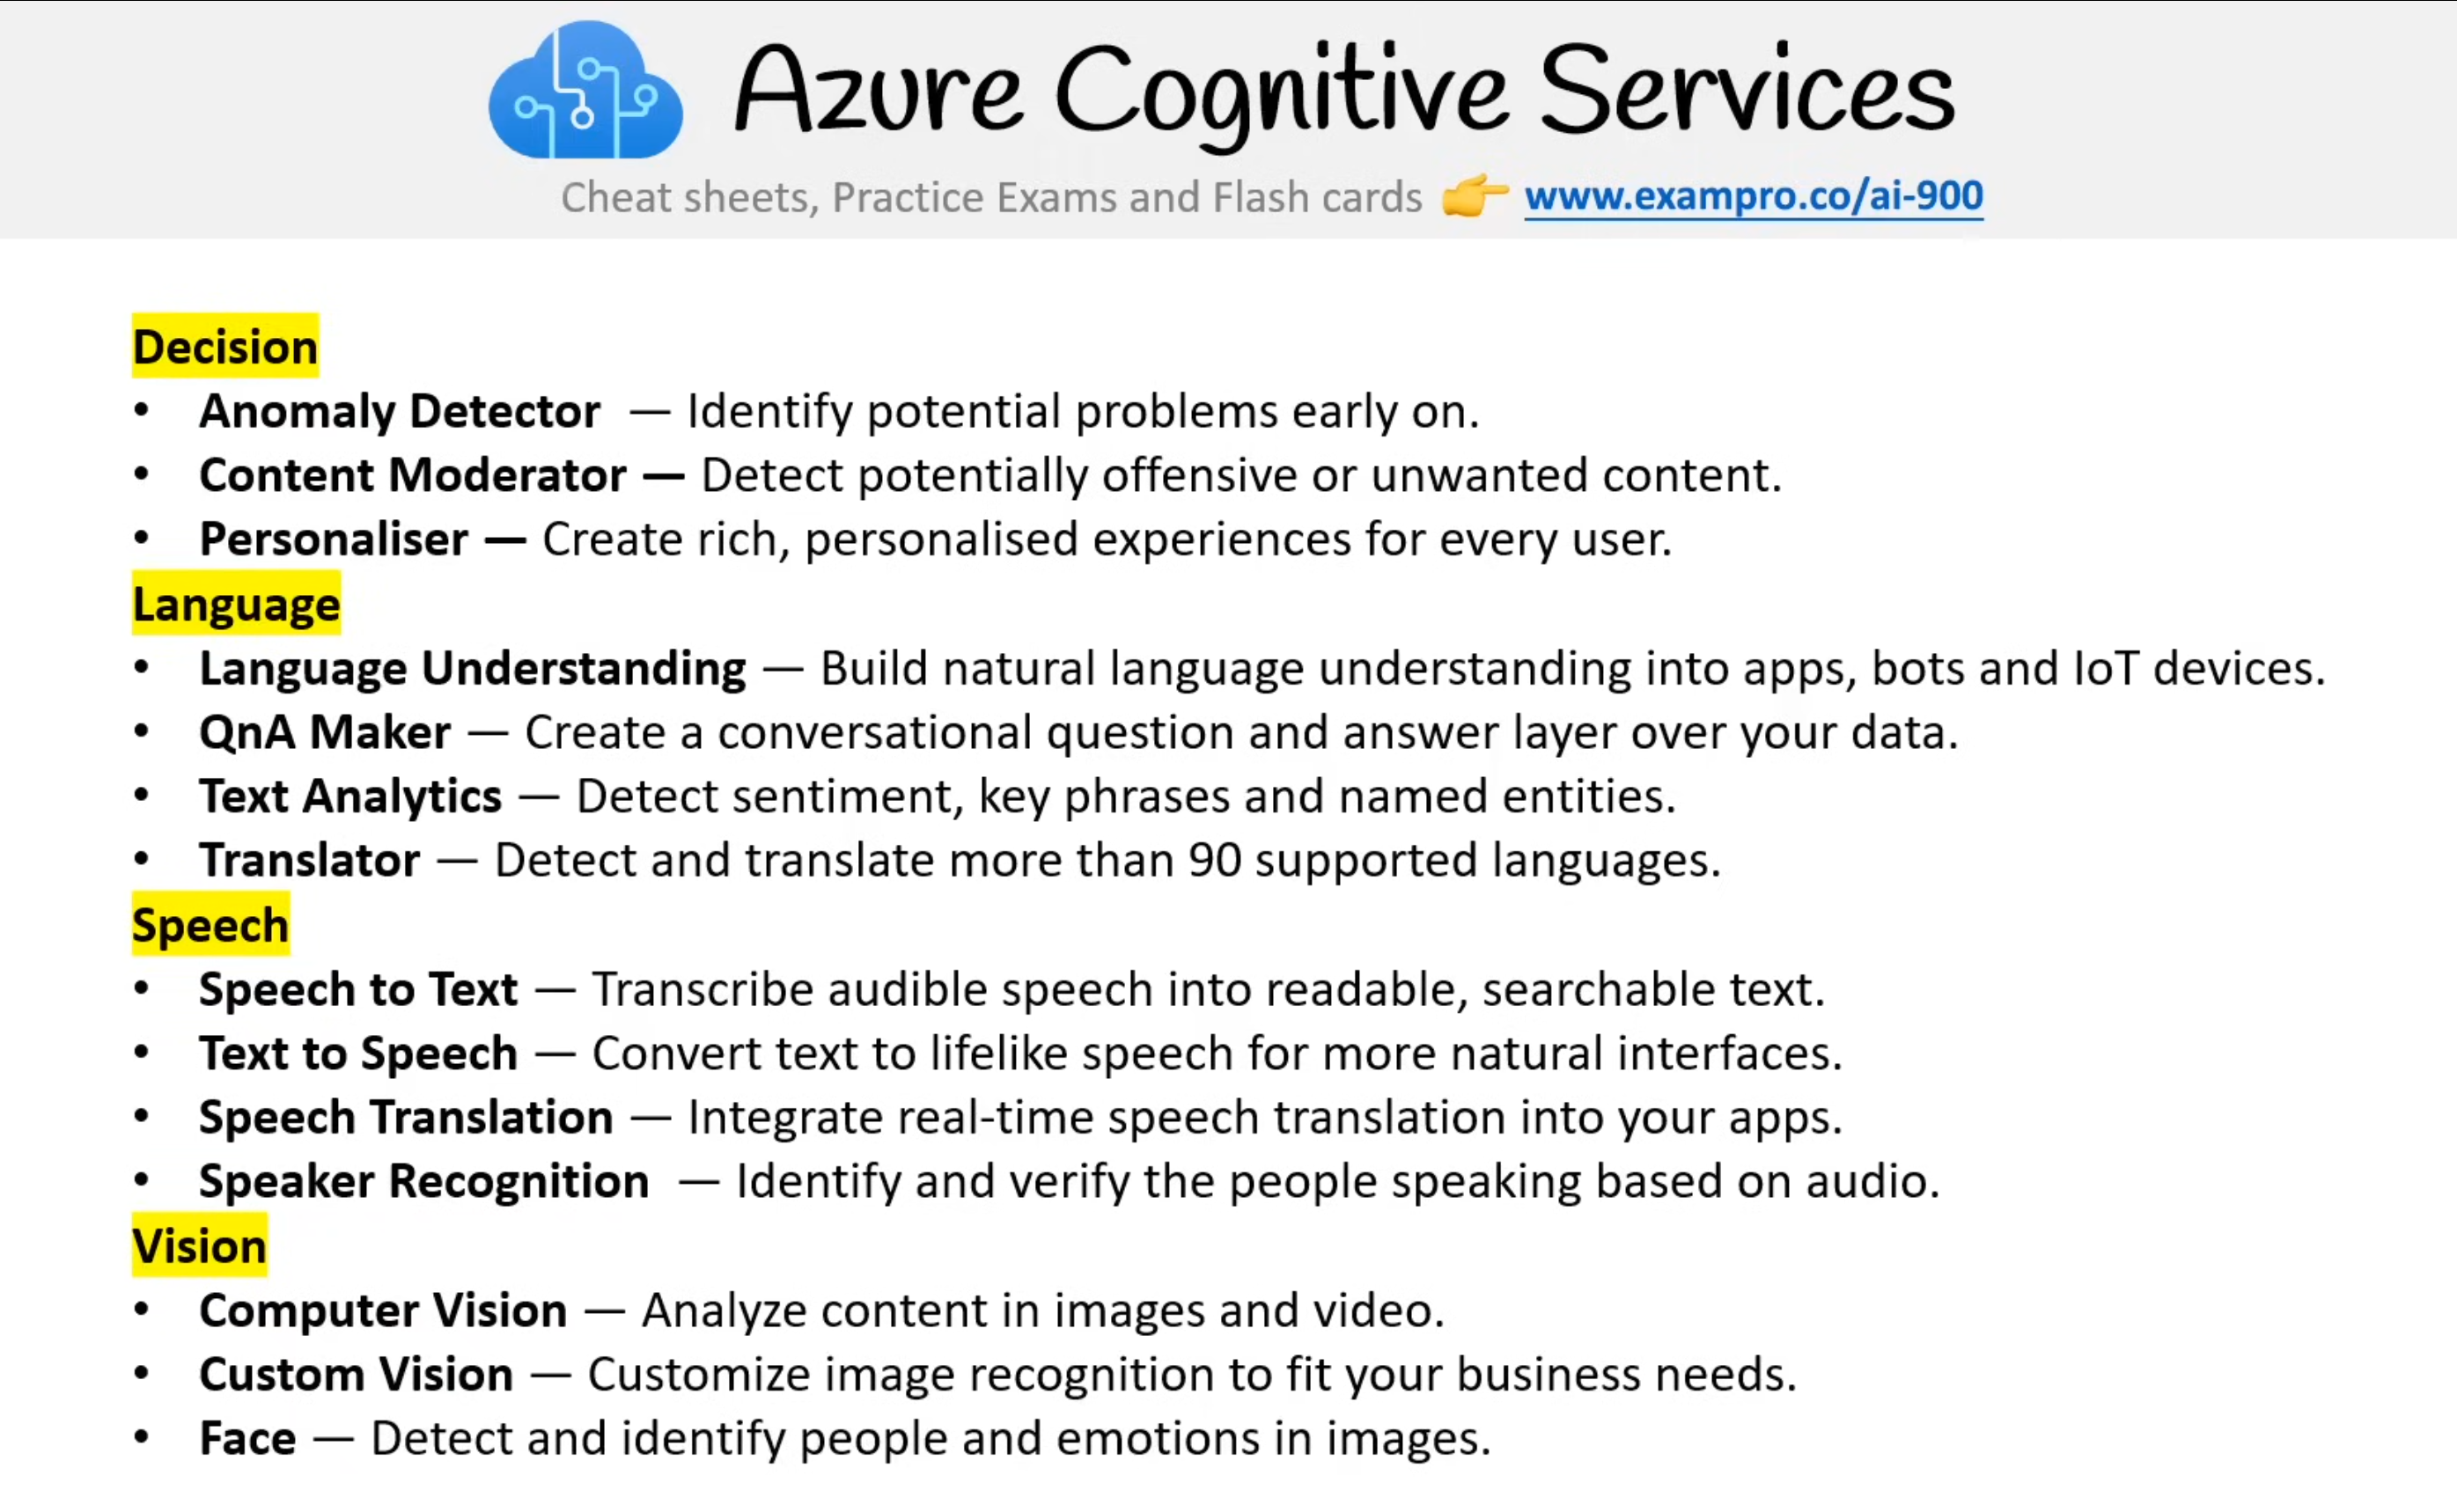 Azure Cognitive Services
Cheat sheets, Practice Exams and Flash cards 👉 www.exampro.co/ai-900
Decision
• Anomaly Detector — Identify potential problems early on.
• Content Moderator — Detect potentially offensive or unwanted content.
• Personaliser — Create rich, personalised experiences for every user.
Language
• Language Understanding — Build natural language understanding into apps, bots and IoT devices.
• QnA Maker — Create a conversational question and answer layer over your data.
• Text Analytics — Detect sentiment, key phrases and named entities.
• Translator — Detect and translate more than 90 supported languages.
Speech
• Speech to Text — Transcribe audible speech into readable, searchable text.
• Text to Speech — Convert text to lifelike speech for more natural interfaces.
• Speech Translation — Integrate real-time speech translation into your apps.
• Speaker Recognition — Identify and verify the people speaking based on audio.
Vision
• Computer Vision — Analyze content in images and video.
• Custom Vision — Customize image recognition to fit your business needs.
• Face — Detect and identify people and emotions in images.